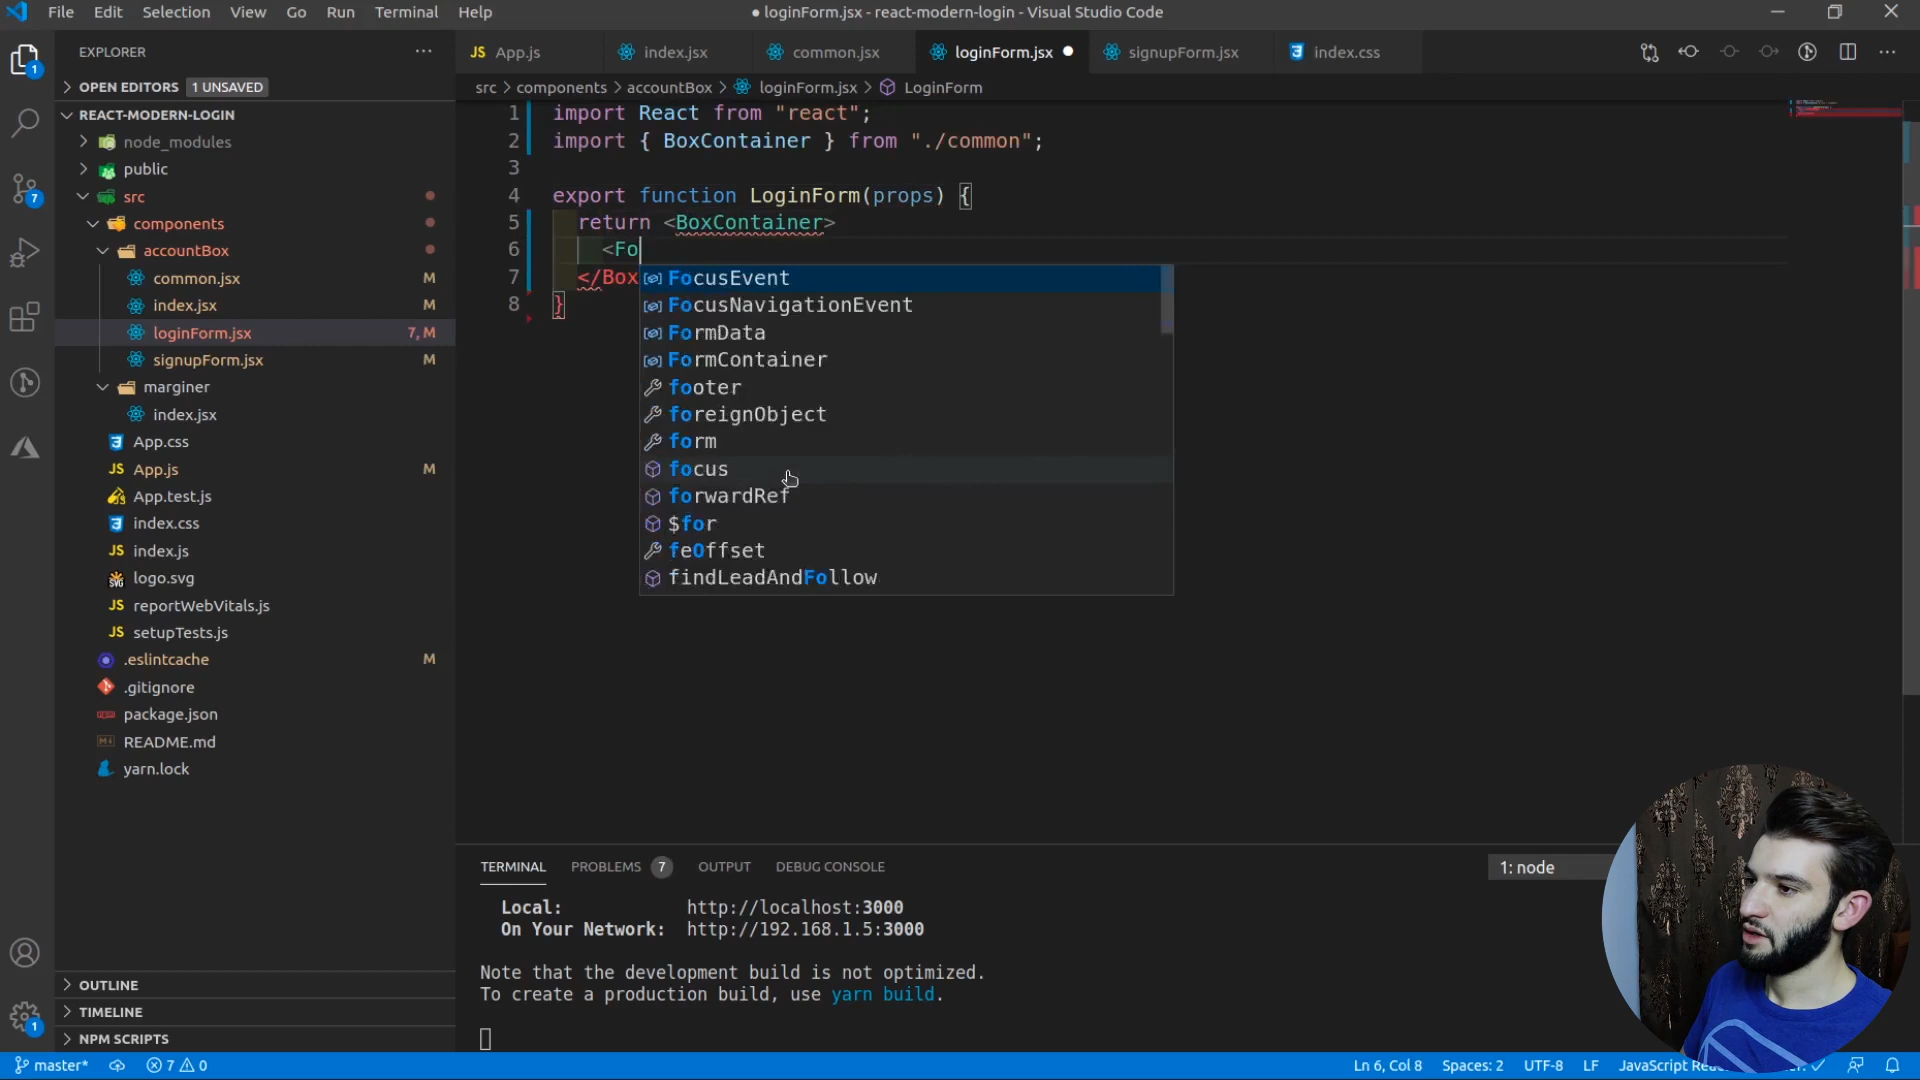 File Edit Selection View Go Run Terminal Help
● loginForm.jsx - react-modern-login - Visual Studio Code
EXPLORER
OPEN EDITORS 1 UNSAVED
REACT-MODERN-LOGIN
node_modules
public
src
components
accountBox
common.jsx M
index.jsx M
loginForm.jsx 7, M
signupForm.jsx M
marginer
index.jsx
App.css
App.js M
App.test.js
index.css
index.js
logo.svg
reportWebVitals.js
setupTests.js
.eslintcache M
.gitignore
package.json
README.md
yarn.lock
OUTLINE
TIMELINE
NPM SCRIPTS
JS App.js index.jsx common.jsx loginForm.jsx ● signupForm.jsx index.css
src > components > accountBox > loginForm.jsx > LoginForm
1 import React from "react";
2 import { BoxContainer } from "./common";
3
4 export function LoginForm(props) {
5 return <BoxContainer>
6 <Fo
7 </Box
8 }
FocusEvent
FocusNavigationEvent
FormData
FormContainer
footer
foreignObject
form
focus
forwardRef
$for
feOffset
findLeadAndFollow
TERMINAL PROBLEMS 7 OUTPUT DEBUG CONSOLE 1: node
Local: http://localhost:3000
On Your Network: http://192.168.1.5:3000
Note that the development build is not optimized.
To create a production build, use yarn build.
master* 7 0 Ln 6, Col 8 Spaces: 2 UTF-8 LF JavaScript